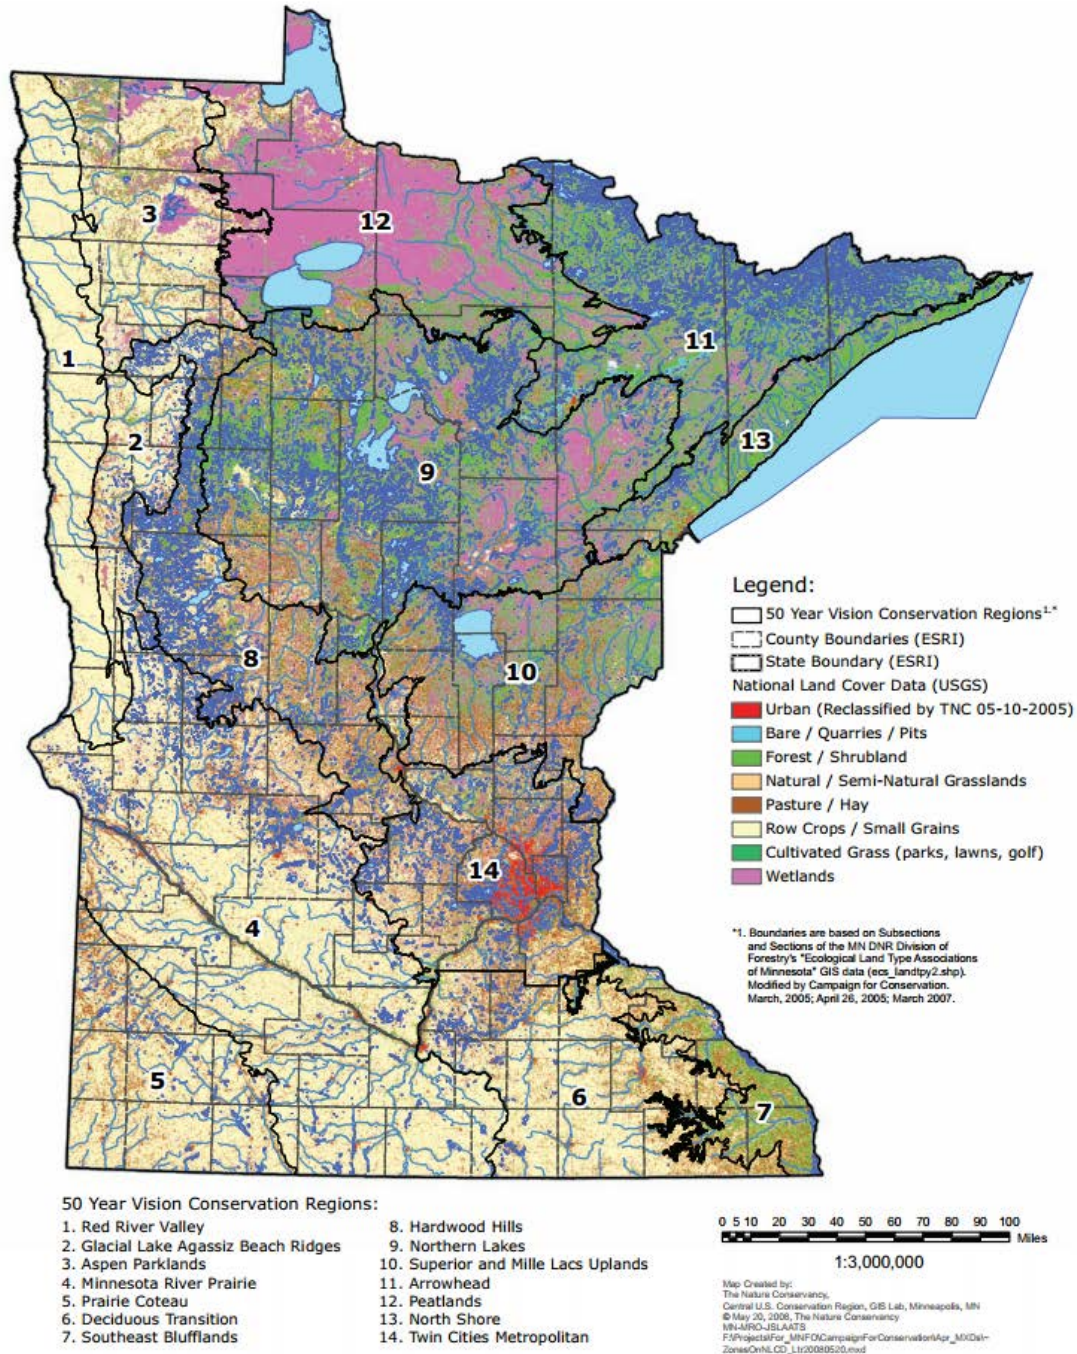 12
3
11
1
13
2
9
8
10
14
4
5
6
7
Legend:
50 Year Vision Conservation Regions1.*
County Boundaries (ESRI)
State Boundary (ESRI)
National Land Cover Data (USGS)
Urban (Reclassified by TNC 05-10-2005)
Bare / Quarries / Pits
Forest / Shrubland
Natural / Semi-Natural Grasslands
Pasture / Hay
Row Crops / Small Grains
Cultivated Grass (parks, lawns, golf)
Wetlands
*1. Boundaries are based on Subsections
and Sections of the MN DNR Division of
Forestry's "Ecological Land Type Associations
of Minnesota" GIS data (ecs_landtpy2.shp).
Modified by Campaign for Conservation.
March, 2005; April 26, 2005; March 2007.
50 Year Vision Conservation Regions:
1. Red River Valley
2. Glacial Lake Agassiz Beach Ridges
3. Aspen Parklands
4. Minnesota River Prairie
5. Prairie Coteau
6. Deciduous Transition
7. Southeast Blufflands
8. Hardwood Hills
9. Northern Lakes
10. Superior and Mille Lacs Uplands
11. Arrowhead
12. Peatlands
13. North Shore
14. Twin Cities Metropolitan
0 5 10 20 30 40 50 60 70 80 90 100
Miles
1:3,000,000
Map Created by:
The Nature Conservancy,
Central U.S. Conservation Region, GIS Lab, Minneapolis, MN
© May 20, 2008, The Nature Conservancy
MN-MRO-JSLAATS